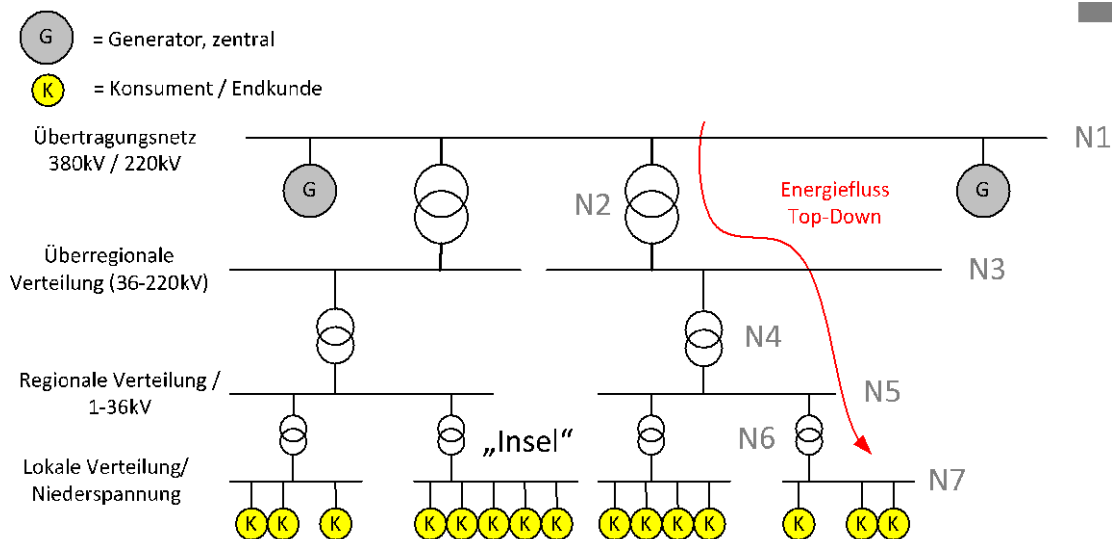 G = Generator, zentral
K = Konsument / Endkunde
Übertragungsnetz
380kV / 220kV
N1
G
G
N2
Energiefluss
Top-Down
Überregionale
Verteilung (36-220kV)
N3
N4
Regionale Verteilung /
1-36kV
N5
N6
„Insel“
Lokale Verteilung/
Niederspannung
N7
K K K K K K K K K K K K K K K